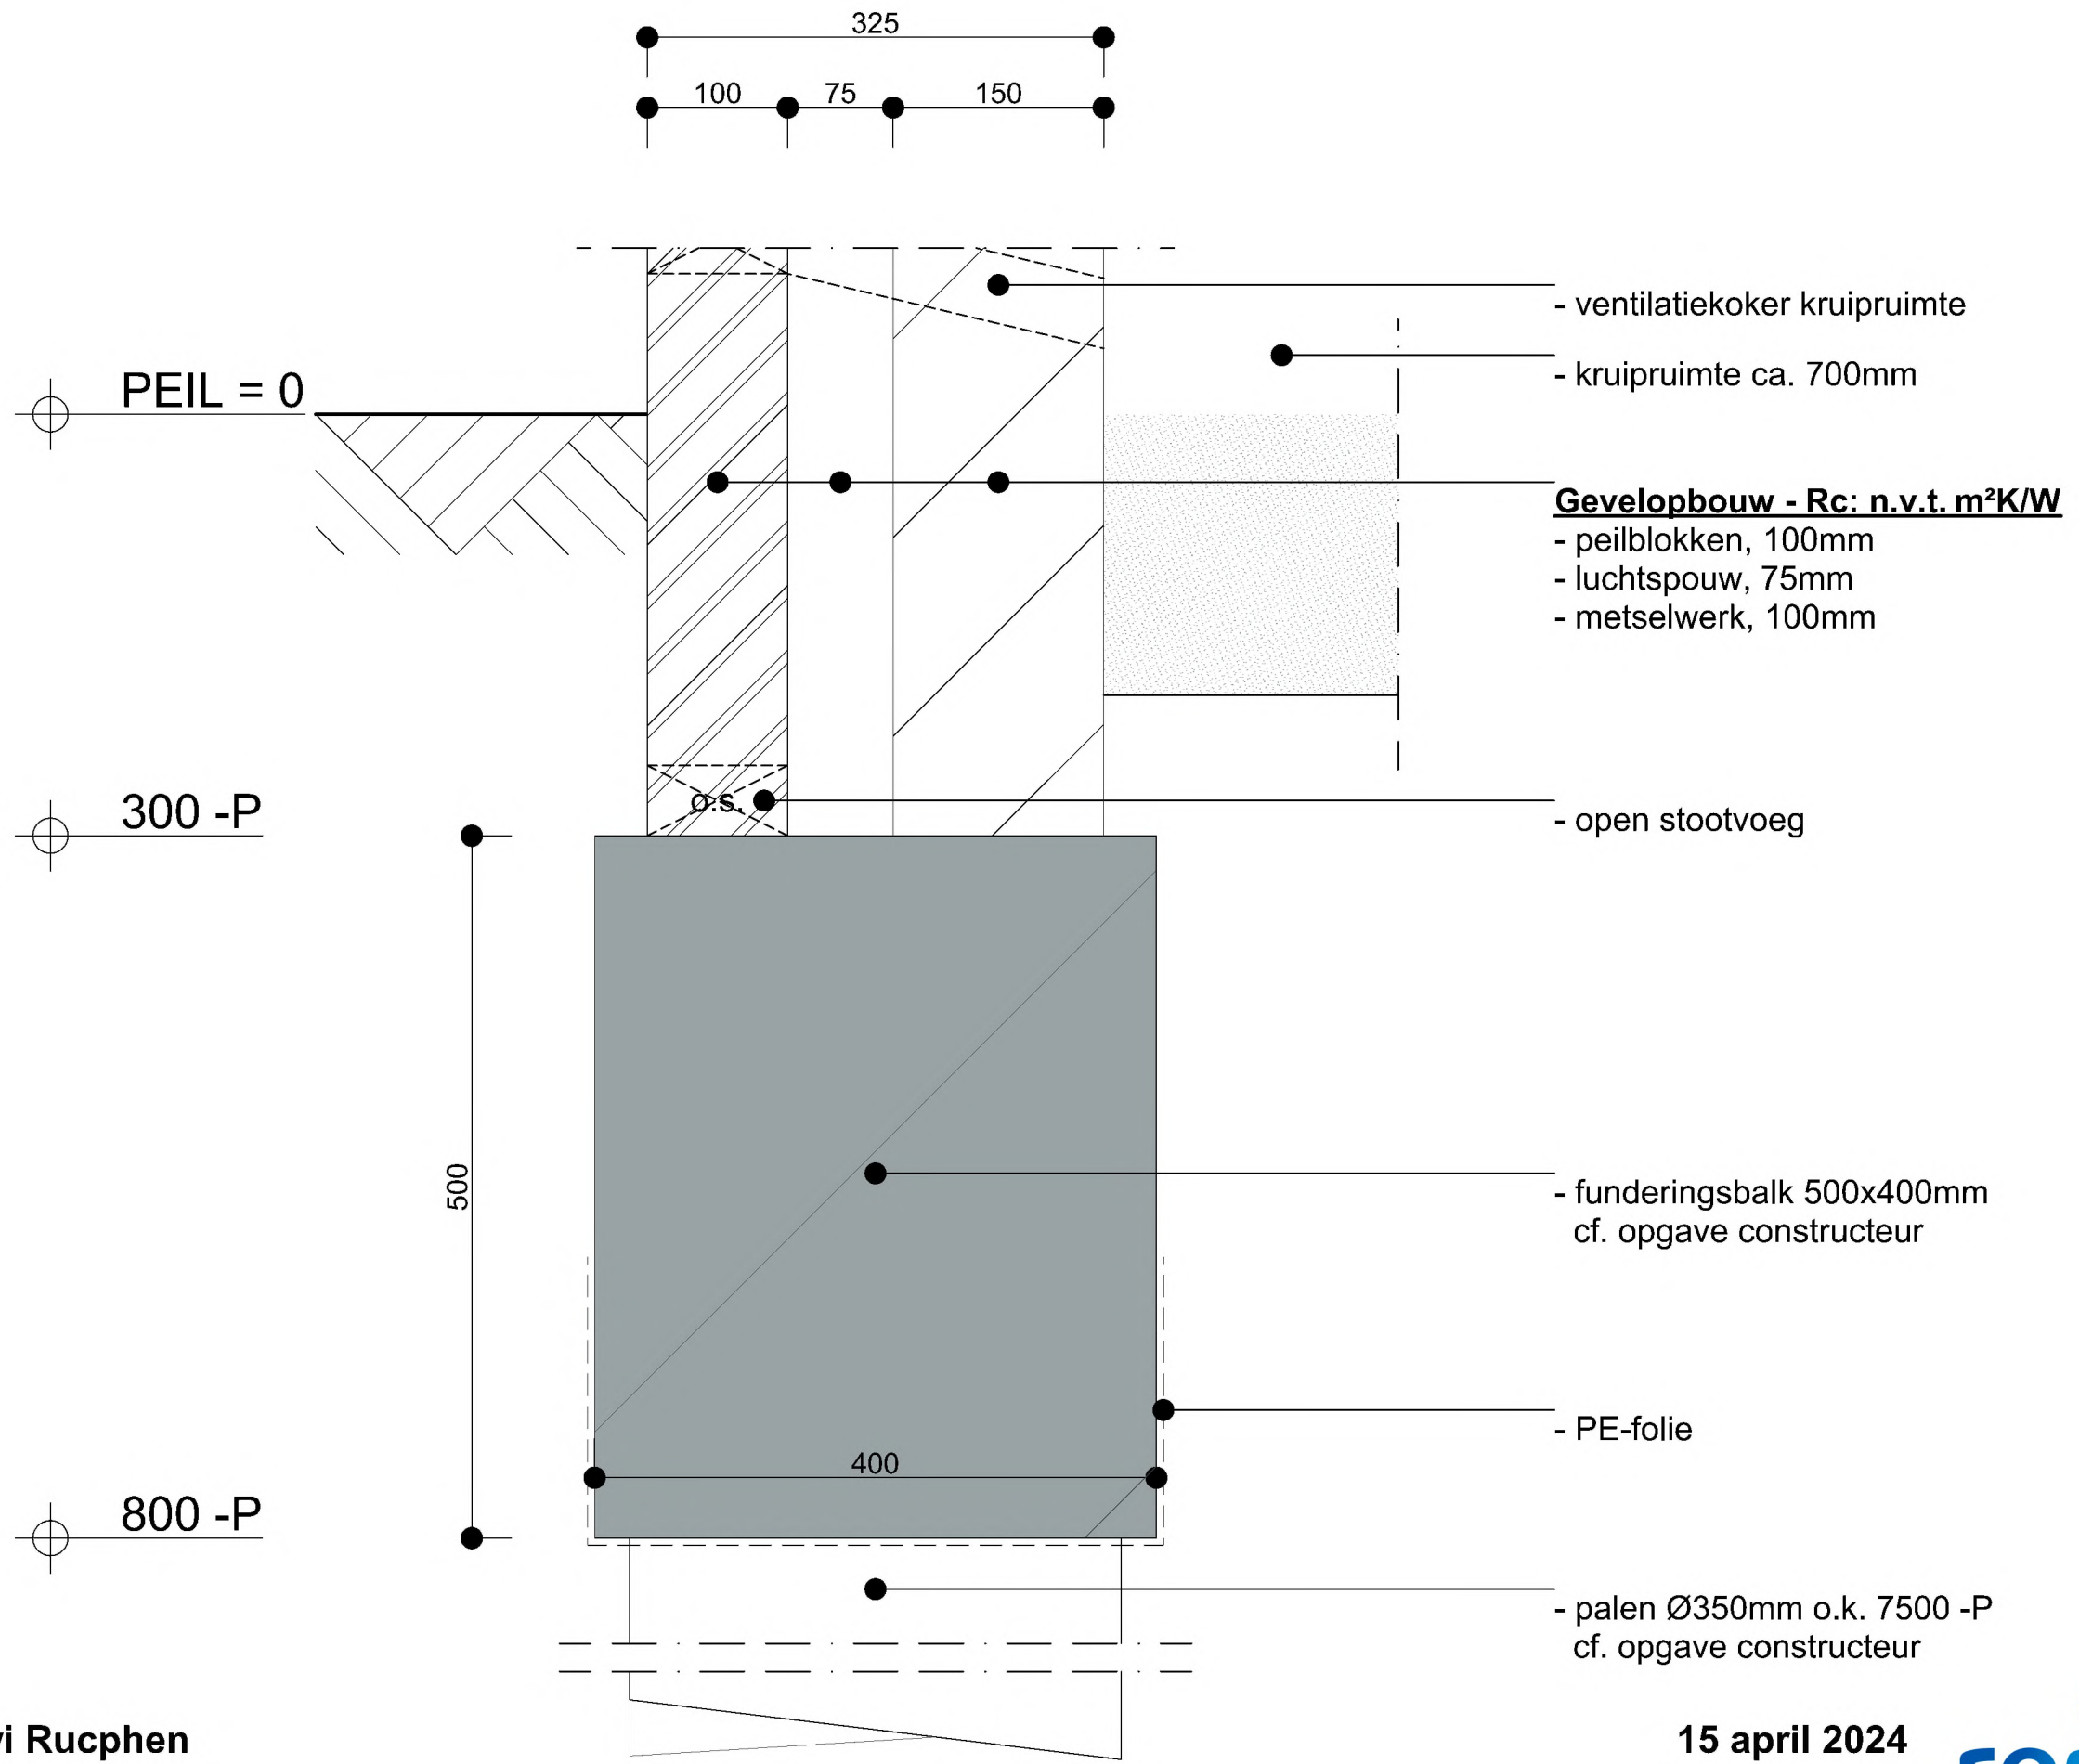 325
100
75
150
- ventilatiekoker kruipruimte
- kruipruimte ca. 700mm
PEIL = 0
Gevelopbouw - Rc: n.v.t. m²K/W
- peilblokken, 100mm
- luchtspouw, 75mm
- metselwerk, 100mm
300 -P
o.s.
- open stootvoeg
500
- funderingsbalk 500x400mm
cf. opgave constructeur
- PE-folie
400
800 -P
- palen Ø350mm o.k. 7500 -P
cf. opgave constructeur
Rucphen
15 april 2024